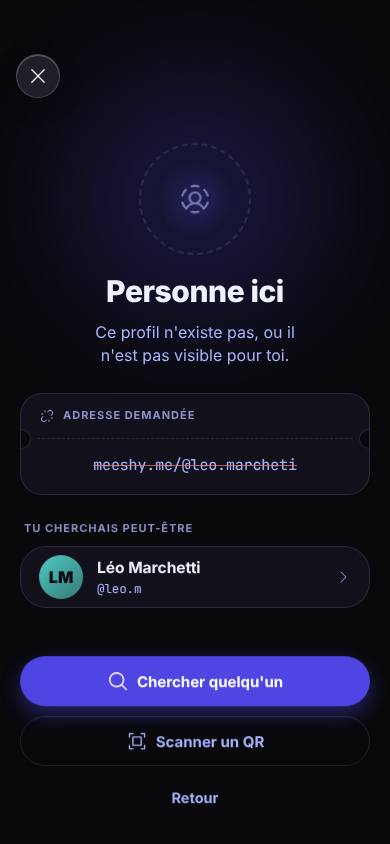 Personne ici
Ce profil n'existe pas, ou il
n'est pas visible pour toi.
ADRESSE DEMANDÉE
meeshy.me/@leo.marcheti
TU CHERCHAIS PEUT-ÊTRE
LM
Léo Marchetti
@leo.m
Chercher quelqu'un
Scanner un QR
Retour